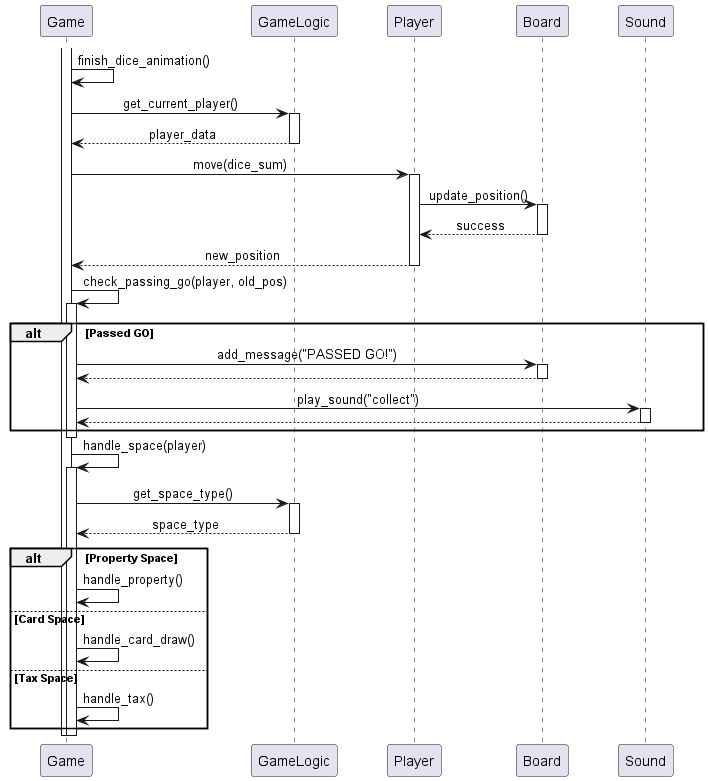 Game GameLogic Player Board Sound
finish_dice_animation()
get_current_player()
player_data
move(dice_sum)
update_position()
success
new_position
check_passing_go(player, old_pos)
alt [Passed GO]
add_message("PASSED GO!")
play_sound("collect")
handle_space(player)
get_space_type()
space_type
alt [Property Space]
handle_property()
[Card Space]
handle_card_draw()
[Tax Space]
handle_tax()
Game GameLogic Player Board Sound